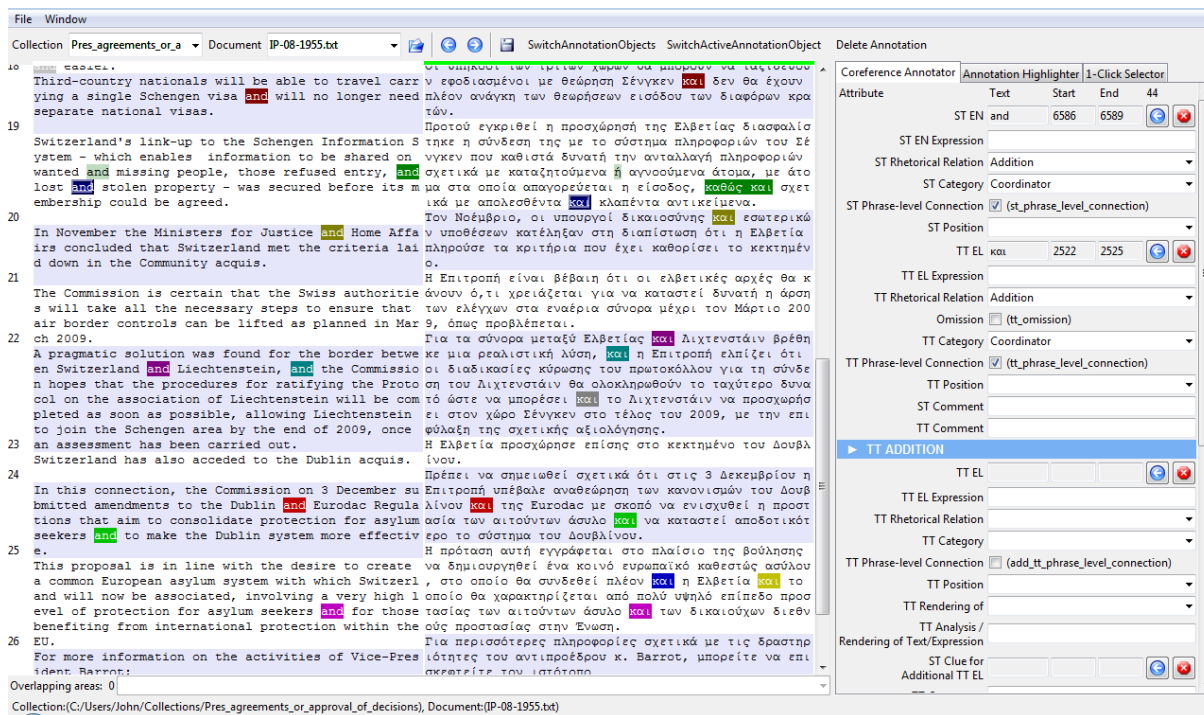 File Window
Collection Pres_agreements_or_a Document IP-08-1955.txt SwitchAnnotationObjects SwitchActiveAnnotationObject Delete Annotation
18 and easier.
Third-country nationals will be able to travel carr
ying a single Schengen visa and will no longer need
separate national visas.
19
Switzerland's link-up to the Schengen Information S
ystem - which enables information to be shared on
wanted and missing people, those refused entry, and
lost and stolen property - was secured before its m
embership could be agreed.
20
In November the Ministers for Justice and Home Affa
irs concluded that Switzerland met the criteria lai
d down in the Community acquis.
21
The Commission is certain that the Swiss authoritie
s will take all the necessary steps to ensure that
air border controls can be lifted as planned in Mar
22 ch 2009.
A pragmatic solution was found for the border betwe
en Switzerland and Liechtenstein, and the Commissio
n hopes that the procedures for ratifying the Proto
col on the association of Liechtenstein will be com
pleted as soon as possible, allowing Liechtenstein
to join the Schengen area by the end of 2009, once
23 an assessment has been carried out.
Switzerland has also acceded to the Dublin acquis.
24
In this connection, the Commission on 3 December su
bmitted amendments to the Dublin and Eurodac Regula
tions that aim to consolidate protection for asylum
seekers and to make the Dublin system more effectiv
25 e.
This proposal is in line with the desire to create
a common European asylum system with which Switzerl
and will now be associated, involving a very high l
evel of protection for asylum seekers and for those
benefiting from international protection within the
26 EU.
For more information on the activities of Vice-Pres
ident Barrot:
οι υπήκοοι των τρίτων χωρών θα μπορούν να ταξιδεύου
ν εφοδιασμένοι με θεώρηση Σένγκεν και δεν θα έχουν
πλέον ανάγκη των θεωρήσεων εισόδου των διαφόρων κρα
τών.
Προτού εγκριθεί η προσχώρησή της Ελβετίας διασφαλίσ
τηκε η σύνδεση της με το σύστημα πληροφοριών του Σέ
νγκεν που καθιστά δυνατή την ανταλλαγή πληροφοριών
σχετικά με καταζητούμενα ή αγνοούμενα άτομα, με άτο
μα στα οποία απαγορεύεται η είσοδος, καθώς και σχετ
ικά με απολεσθέντα και κλαπέντα αντικείμενα.
Τον Νοέμβριο, οι υπουργοί δικαιοσύνης και εσωτερικώ
ν υποθέσεων κατέληξαν στη διαπίστωση ότι η Ελβετία
πληρούσε τα κριτήρια που έχει καθορίσει το κεκτημέν
ο.
Η Επιτροπή είναι βέβαιη ότι οι ελβετικές αρχές θα κ
άνουν ό,τι χρειάζεται για να καταστεί δυνατή η άρση
των ελέγχων στα εναέρια σύνορα μέχρι τον Μάρτιο 200
9, όπως προβλέπεται.
Για τα σύνορα μεταξύ Ελβετίας και Λιχτενστάιν βρέθη
κε μια ρεαλιστική λύση, και η Επιτροπή ελπίζει ότι
οι διαδικασίες κύρωσης του πρωτοκόλλου για τη σύνδε
ση του Λιχτενστάιν θα ολοκληρωθούν το ταχύτερο δυνα
τό ώστε να μπορέσει και το Λιχτενστάιν να προσχωρήσ
ει στον χώρο Σένγκεν στο τέλος του 2009, με την επι
φύλαξη της σχετικής αξιολόγησης.
Η Ελβετία προσχώρησε επίσης στο κεκτημένο του Δουβλ
ίνου.
Πρέπει να σημειωθεί σχετικά ότι στις 3 Δεκεμβρίου η
Επιτροπή υπέβαλε αναθεώρηση των κανονισμών του Δουβ
λίνου και της Eurodac με σκοπό να ενισχυθεί η προστ
ασία των αιτούντων άσυλο και να καταστεί αποδοτικότ
ερο το σύστημα του Δουβλίνου.
Η πρόταση αυτή εγγράφεται στο πλαίσιο της βούλησης
να δημιουργηθεί ένα κοινό ευρωπαϊκό καθεστώς ασύλου
, στο οποίο θα συνδεθεί πλέον και η Ελβετία και το
οποίο θα χαρακτηρίζεται από πολύ υψηλό επίπεδο προσ
τασίας των αιτούντων άσυλο και των δικαιούχων διεθν
ούς προστασίας στην Ένωση.
Για περισσότερες πληροφορίες σχετικά με τις δραστηρ
ιότητες του αντιπροέδρου κ. Barrot, μπορείτε να επι
σκεφτείτε τον ιστότοπο
Coreference Annotator Annotation Highlighter 1-Click Selector
Attribute Text Start End 44
ST EN and 6586 6589
ST EN Expression
ST Rhetorical Relation Addition
ST Category Coordinator
ST Phrase-level Connection (st_phrase_level_connection)
ST Position
TT EL και 2522 2525
TT EL Expression
TT Rhetorical Relation Addition
Omission (tt_omission)
TT Category Coordinator
TT Phrase-level Connection (tt_phrase_level_connection)
TT Position
ST Comment
TT Comment
TT ADDITION
TT EL
TT EL Expression
TT Rhetorical Relation
TT Category
TT Phrase-level Connection (add_tt_phrase_level_connection)
TT Position
TT Rendering of
TT Analysis /
Rendering of Text/Expression
ST Clue for
Additional TT EL
Overlapping areas: 0
Collection:(C:/Users/John/Collections/Pres_agreements_or_approval_of_decisions), Document:(IP-08-1955.txt)